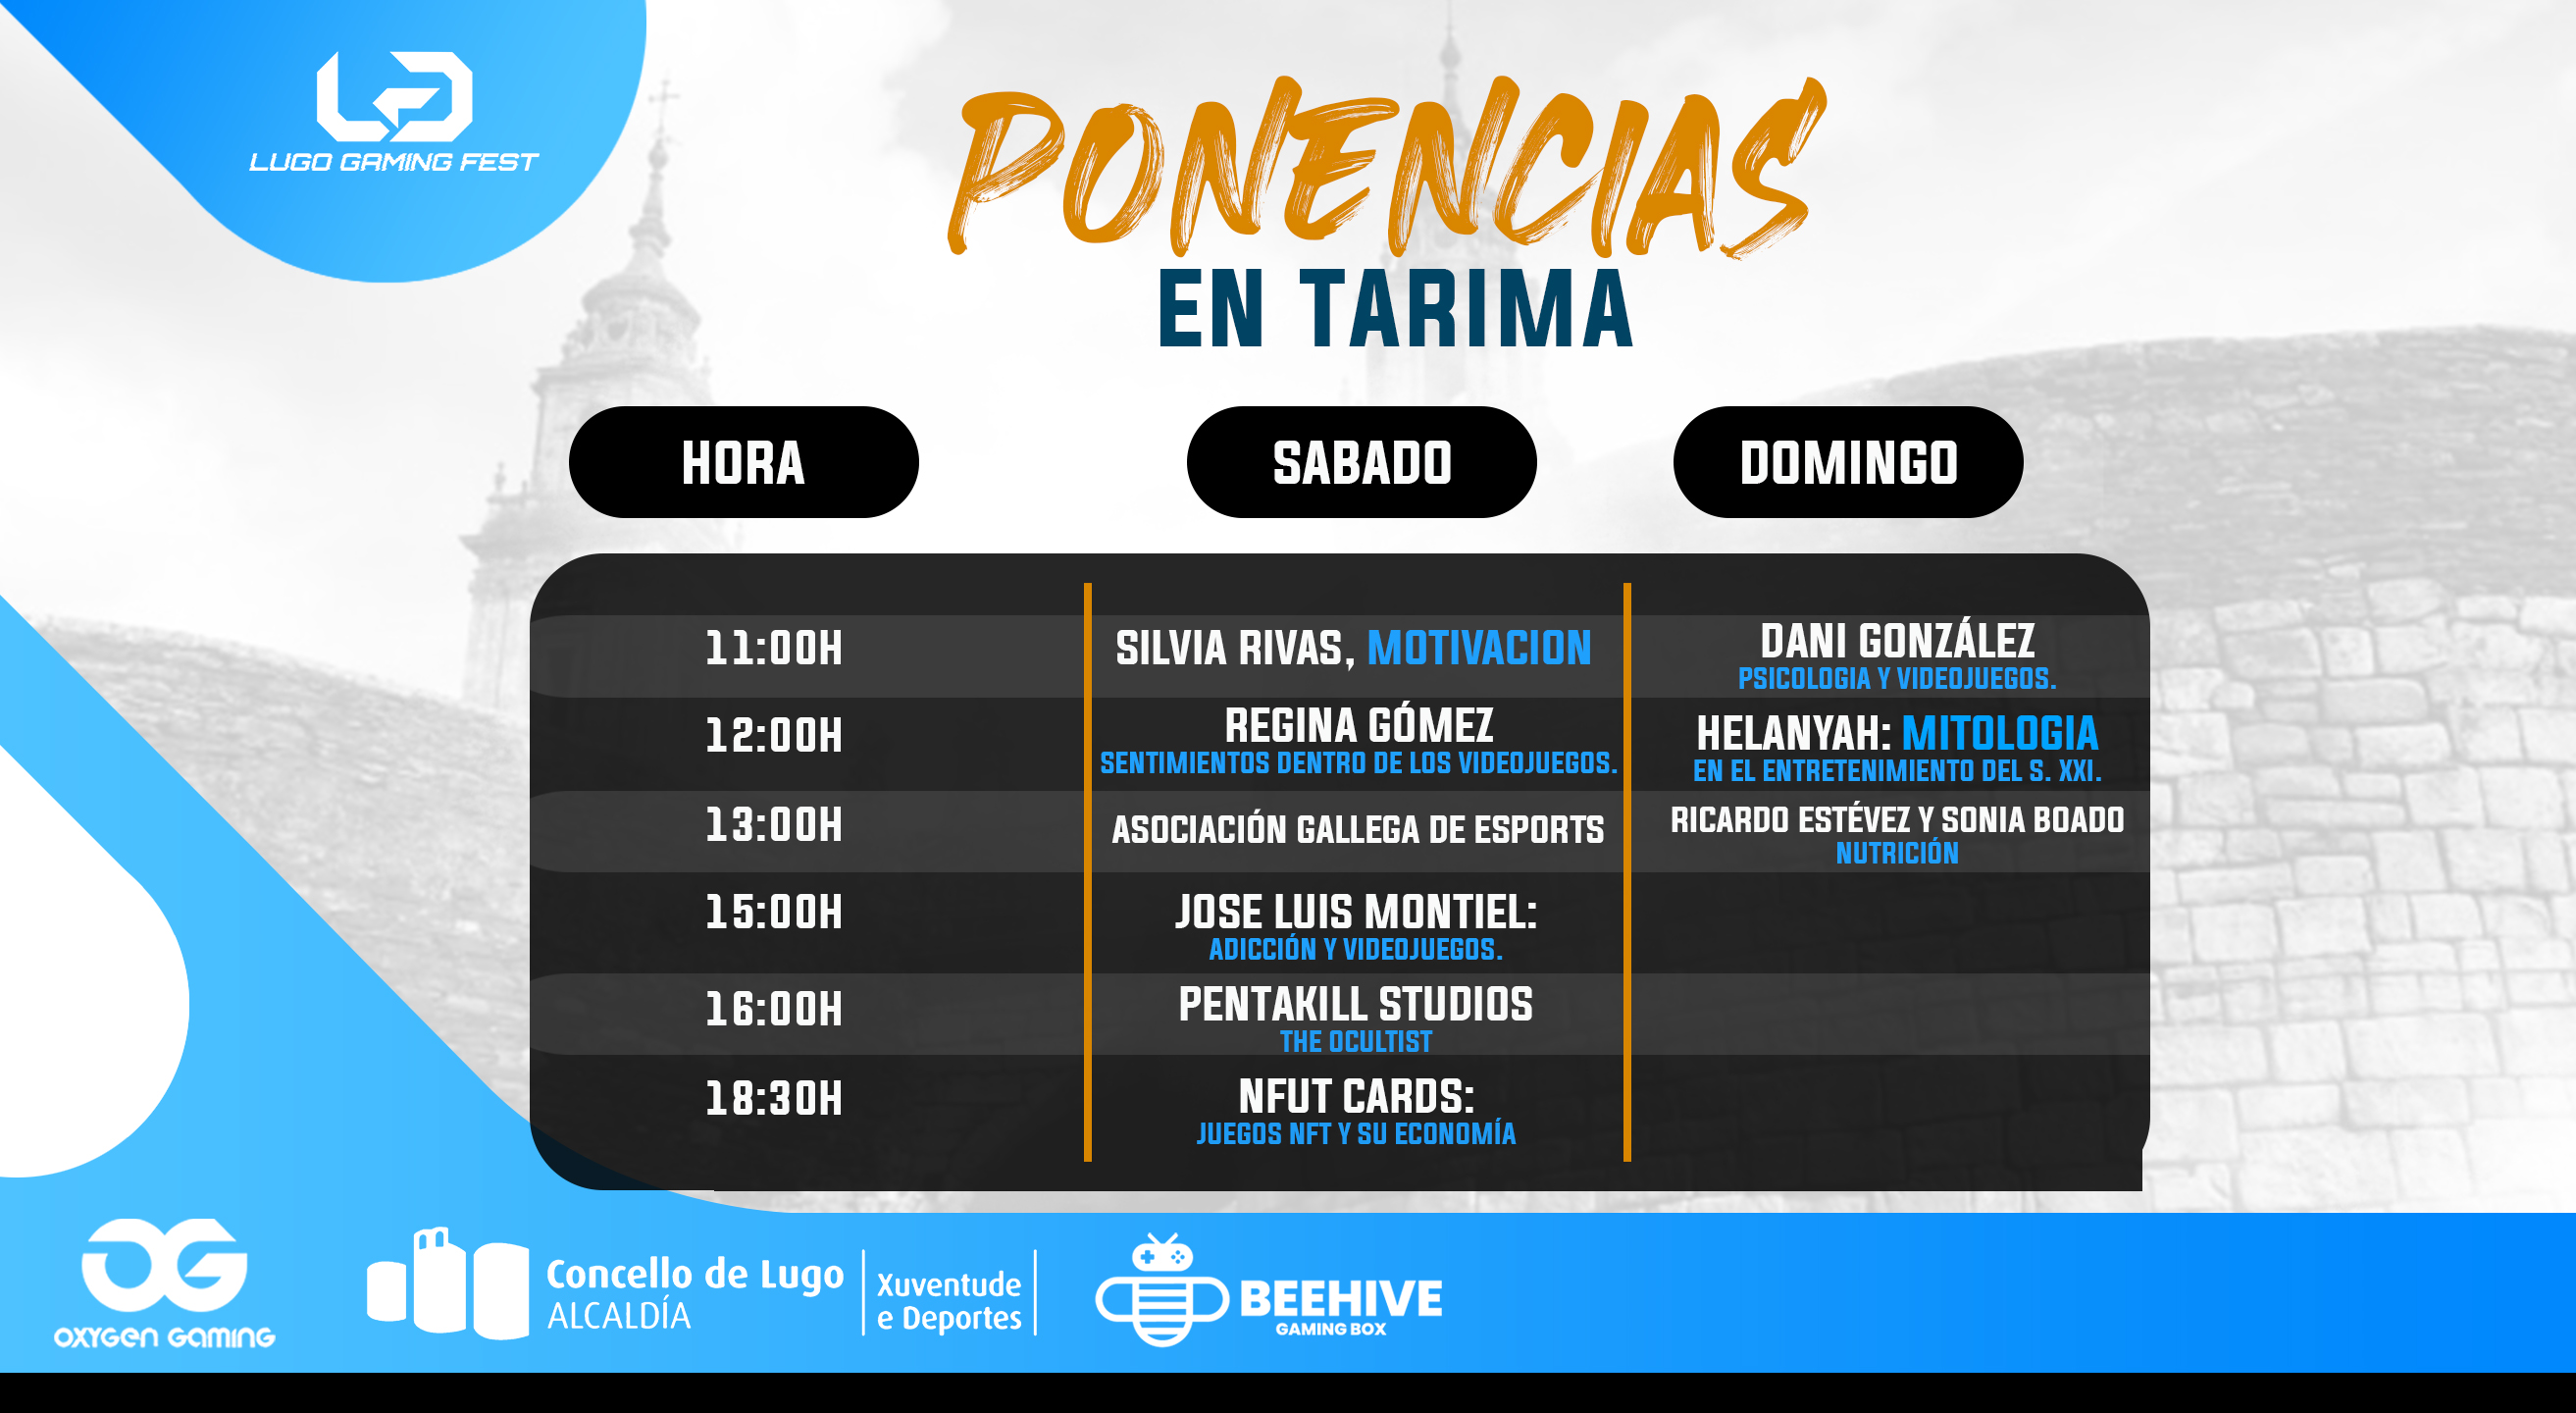 LUGO GAMING FEST
PONENCIAS
EN TARIMA
HORA
SABADO
DOMINGO
11:00H
SILVIA RIVAS, MOTIVACION
DANI GONZÁLEZ
PSICOLOGIA Y VIDEOJUEGOS.
12:00H
REGINA GÓMEZ
SENTIMIENTOS DENTRO DE LOS VIDEOJUEGOS.
HELANYAH: MITOLOGIA
EN EL ENTRETENIMIENTO DEL S. XXI.
13:00H
ASOCIACIÓN GALLEGA DE ESPORTS
RICARDO ESTÉVEZ Y SONIA BOADO
NUTRICIÓN
15:00H
JOSE LUIS MONTIEL:
ADICCIÓN Y VIDEOJUEGOS.
16:00H
PENTAKILL STUDIOS
THE OCULTIST
18:30H
NFUT CARDS:
JUEGOS NFT Y SU ECONOMÍA
OG
OXYGEN GAMING
Concello de Lugo
ALCALDÍA
Xuventude
e Deportes
BEEHIVE
GAMING BOX